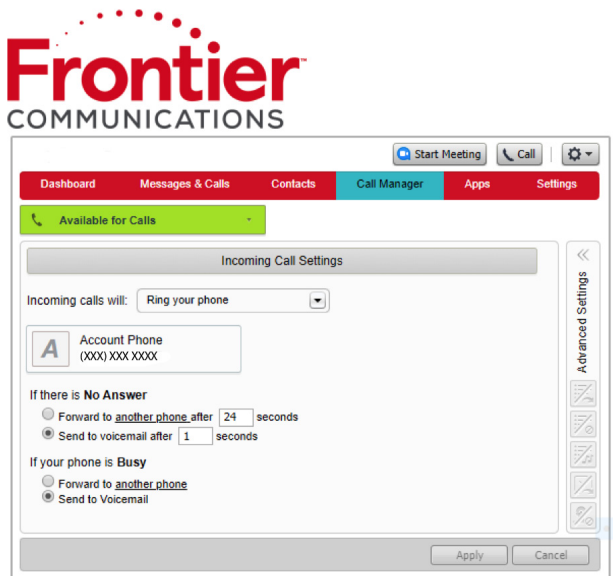 Frontier
COMMUNICATIONS
Start Meeting Call
Dashboard Messages & Calls Contacts Call Manager Apps Settings
Available for Calls
Incoming Call Settings
Incoming calls will: Ring your phone
A Account Phone
(XXX) XXX XXXX
If there is No Answer
Forward to another phone after 24 seconds
Send to voicemail after 1 seconds
If your phone is Busy
Forward to another phone
Send to Voicemail
Advanced Settings
Apply Cancel